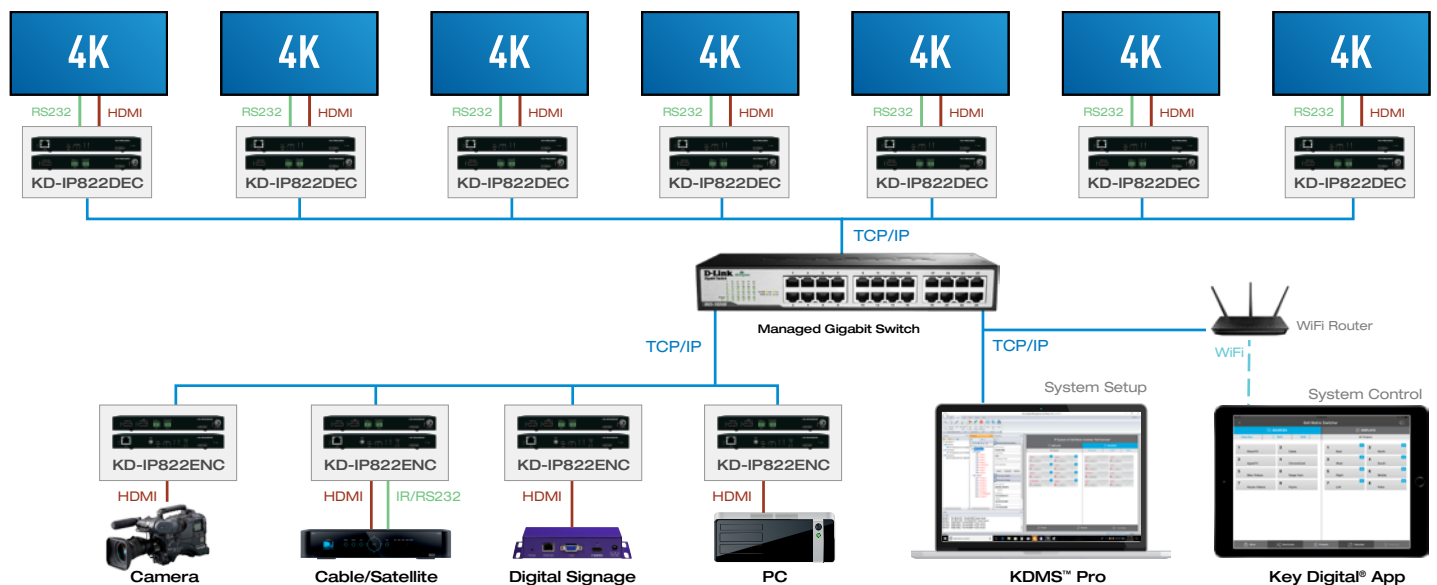 4K 4K 4K 4K 4K 4K 4K
RS232 HDMI RS232 HDMI RS232 HDMI RS232 HDMI RS232 HDMI RS232 HDMI RS232 HDMI
KD-IP822DEC KD-IP822DEC KD-IP822DEC KD-IP822DEC KD-IP822DEC KD-IP822DEC KD-IP822DEC
TCP/IP
D-Link
Managed Gigabit Switch
WiFi Router
TCP/IP TCP/IP WiFi
System Setup System Control
KD-IP822ENC KD-IP822ENC KD-IP822ENC KD-IP822ENC
HDMI HDMI IR/RS232 HDMI HDMI
Camera Cable/Satellite Digital Signage PC KDMS™ Pro Key Digital® App